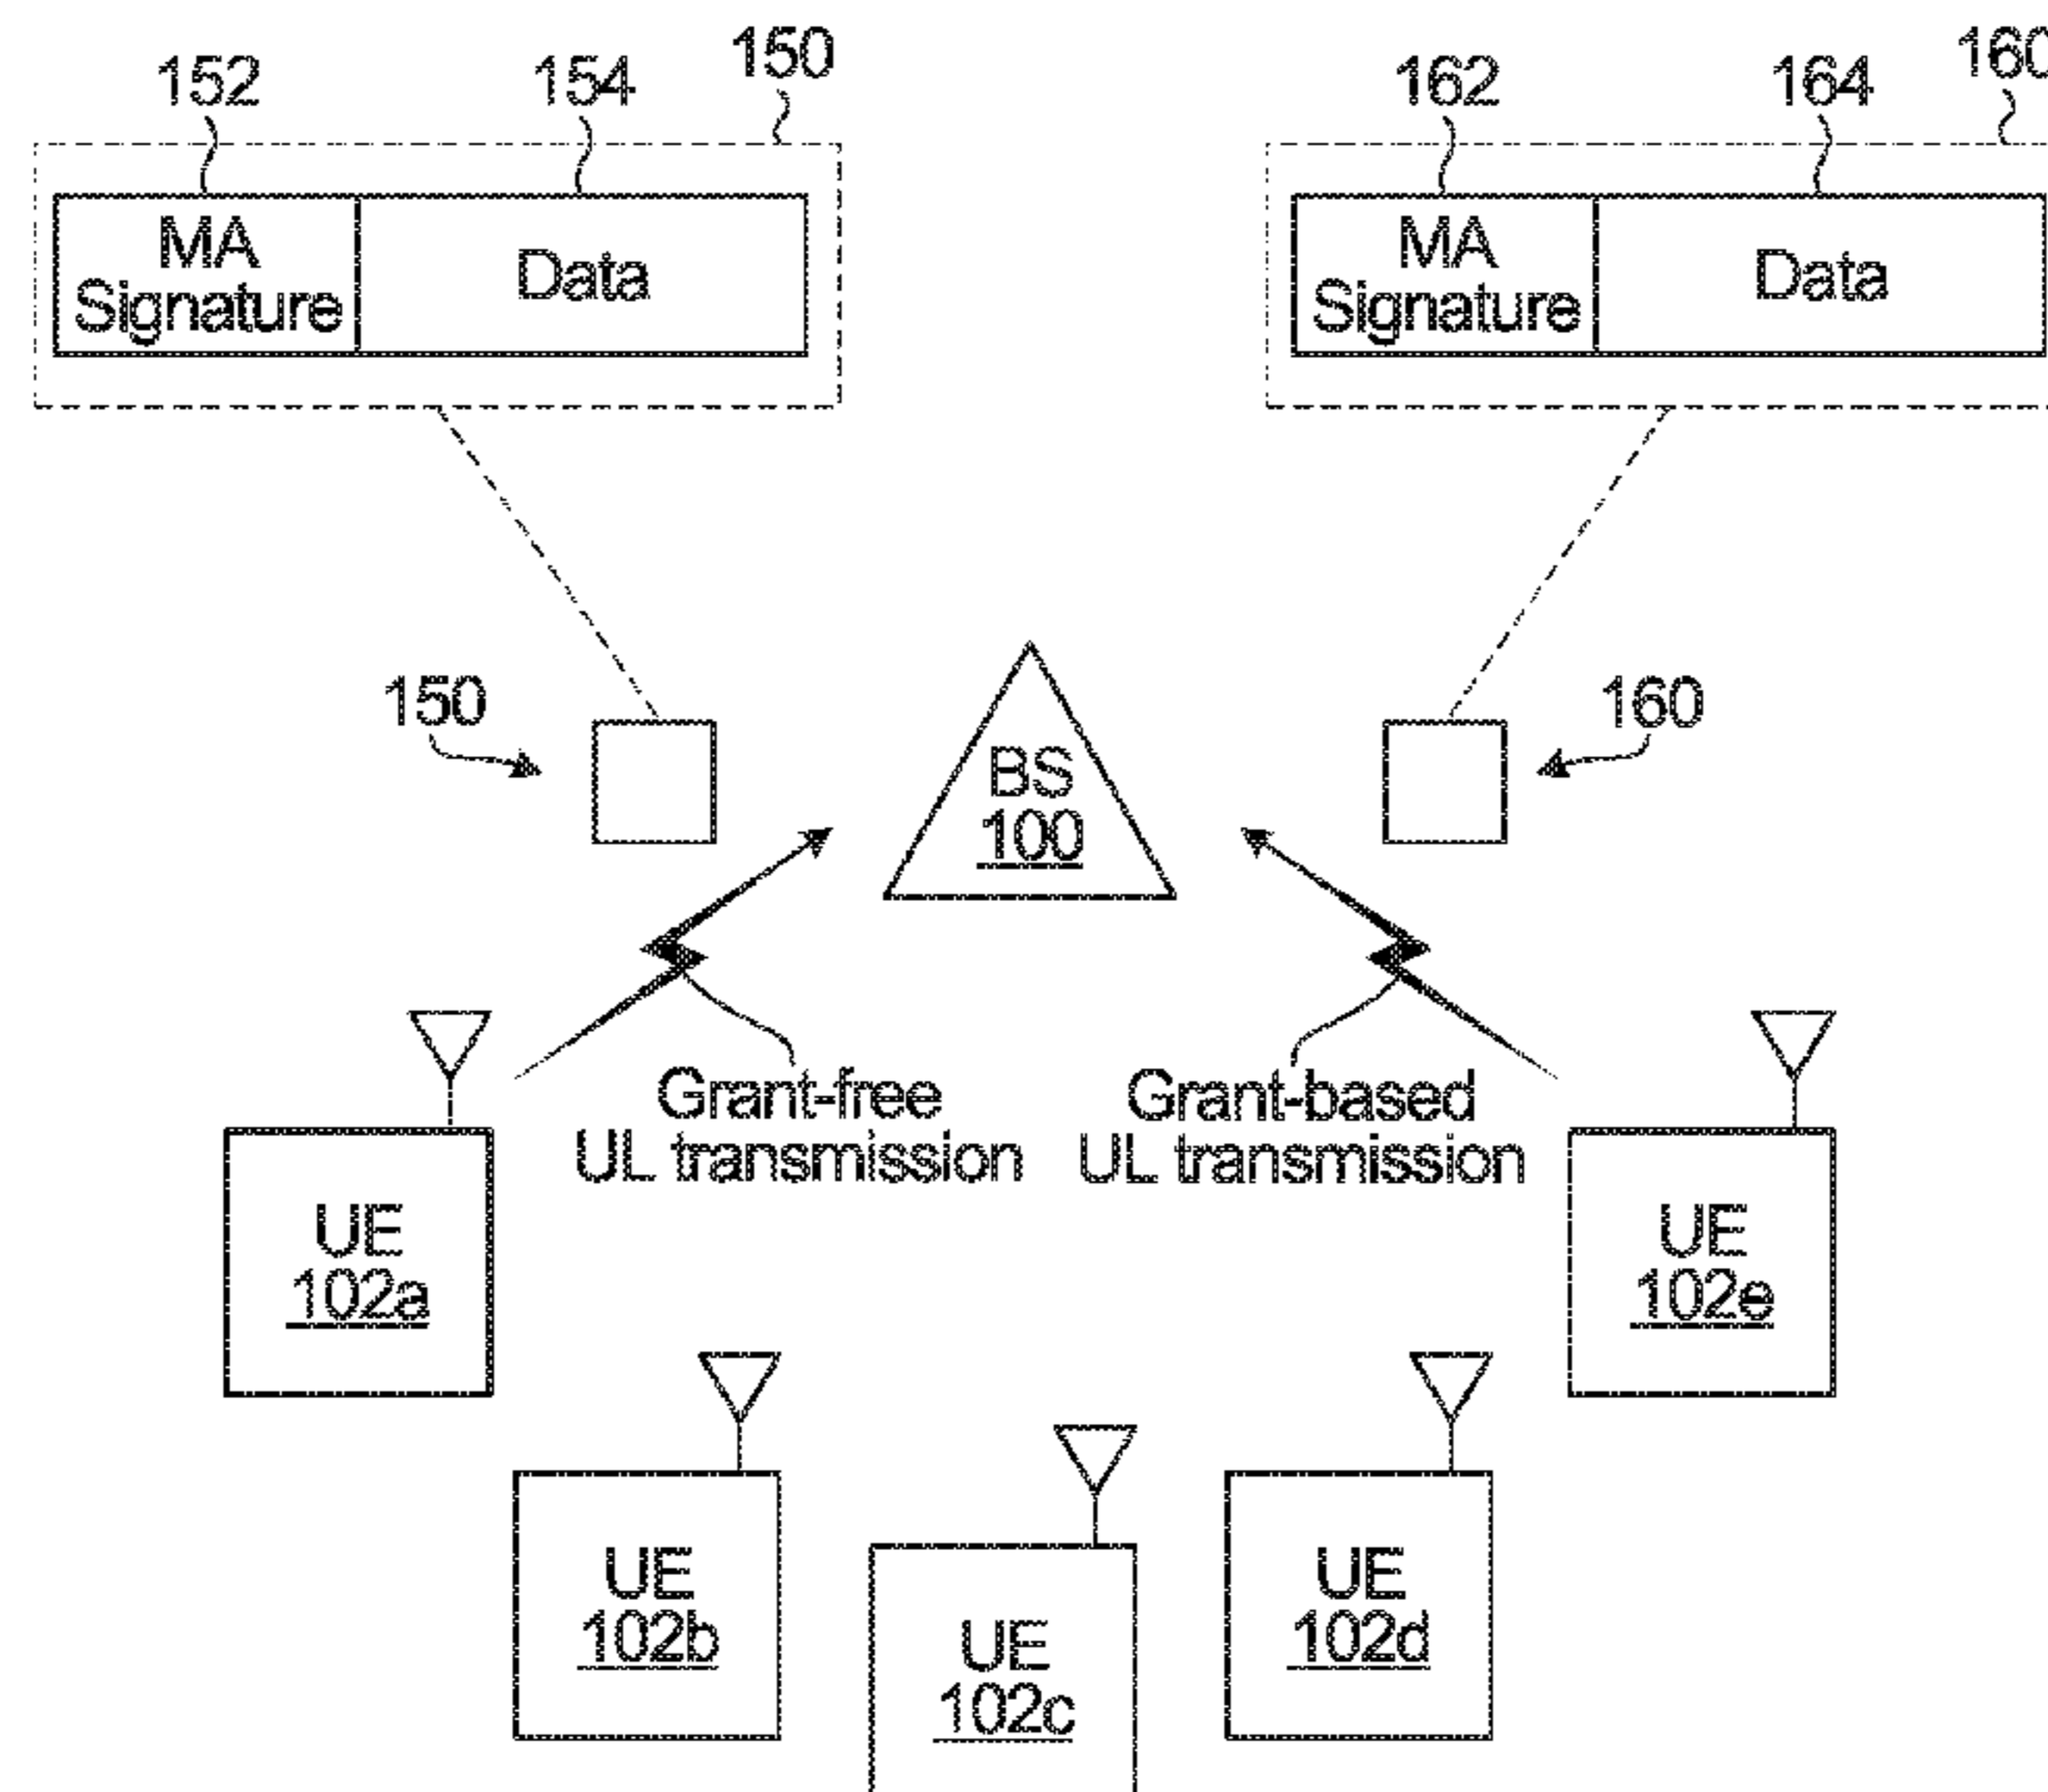 152 154 150 162 164 160
MA Signature
Data
MA Signature
Data
150
BS
100
160
Grant-free
UL transmission
Grant-based
UL transmission
UE
102a
UE
102e
UE
102b
UE
102d
UE
102c